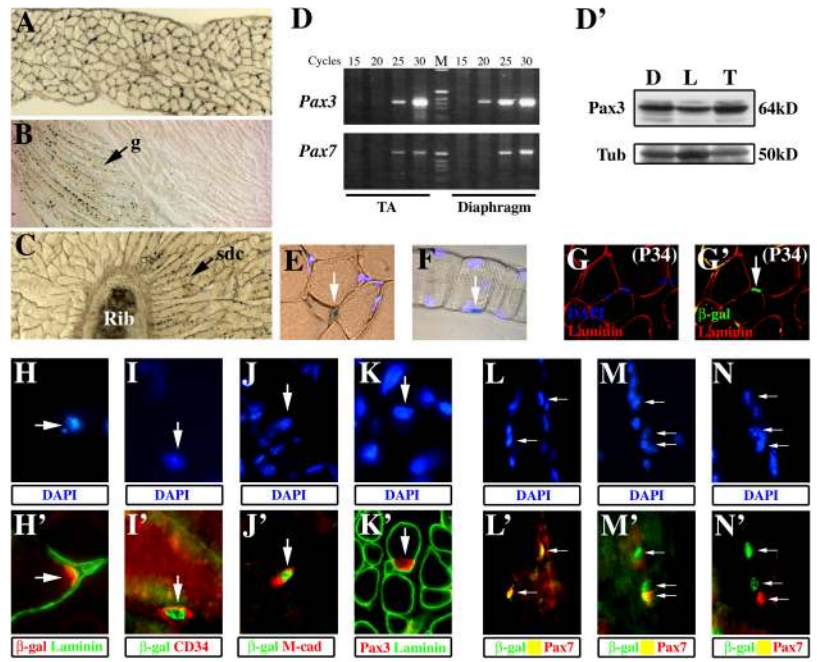 A
B
g
C
sdc
Rib
D
Cycles 15 20 25 30 M 15 20 25 30
Pax3
Pax7
TA Diaphragm
D'
D L T
Pax3 64kD
Tub 50kD
E
F
G (P34)
DAPI
Laminin
G' (P34)
β-gal
Laminin
H I J K L M N
DAPI DAPI DAPI DAPI DAPI DAPI DAPI
H' I' J' K' L' M' N'
β-gal Laminin
β-gal CD34
β-gal M-cad
Pax3 Laminin
β-gal Pax7
β-gal Pax7
β-gal Pax7